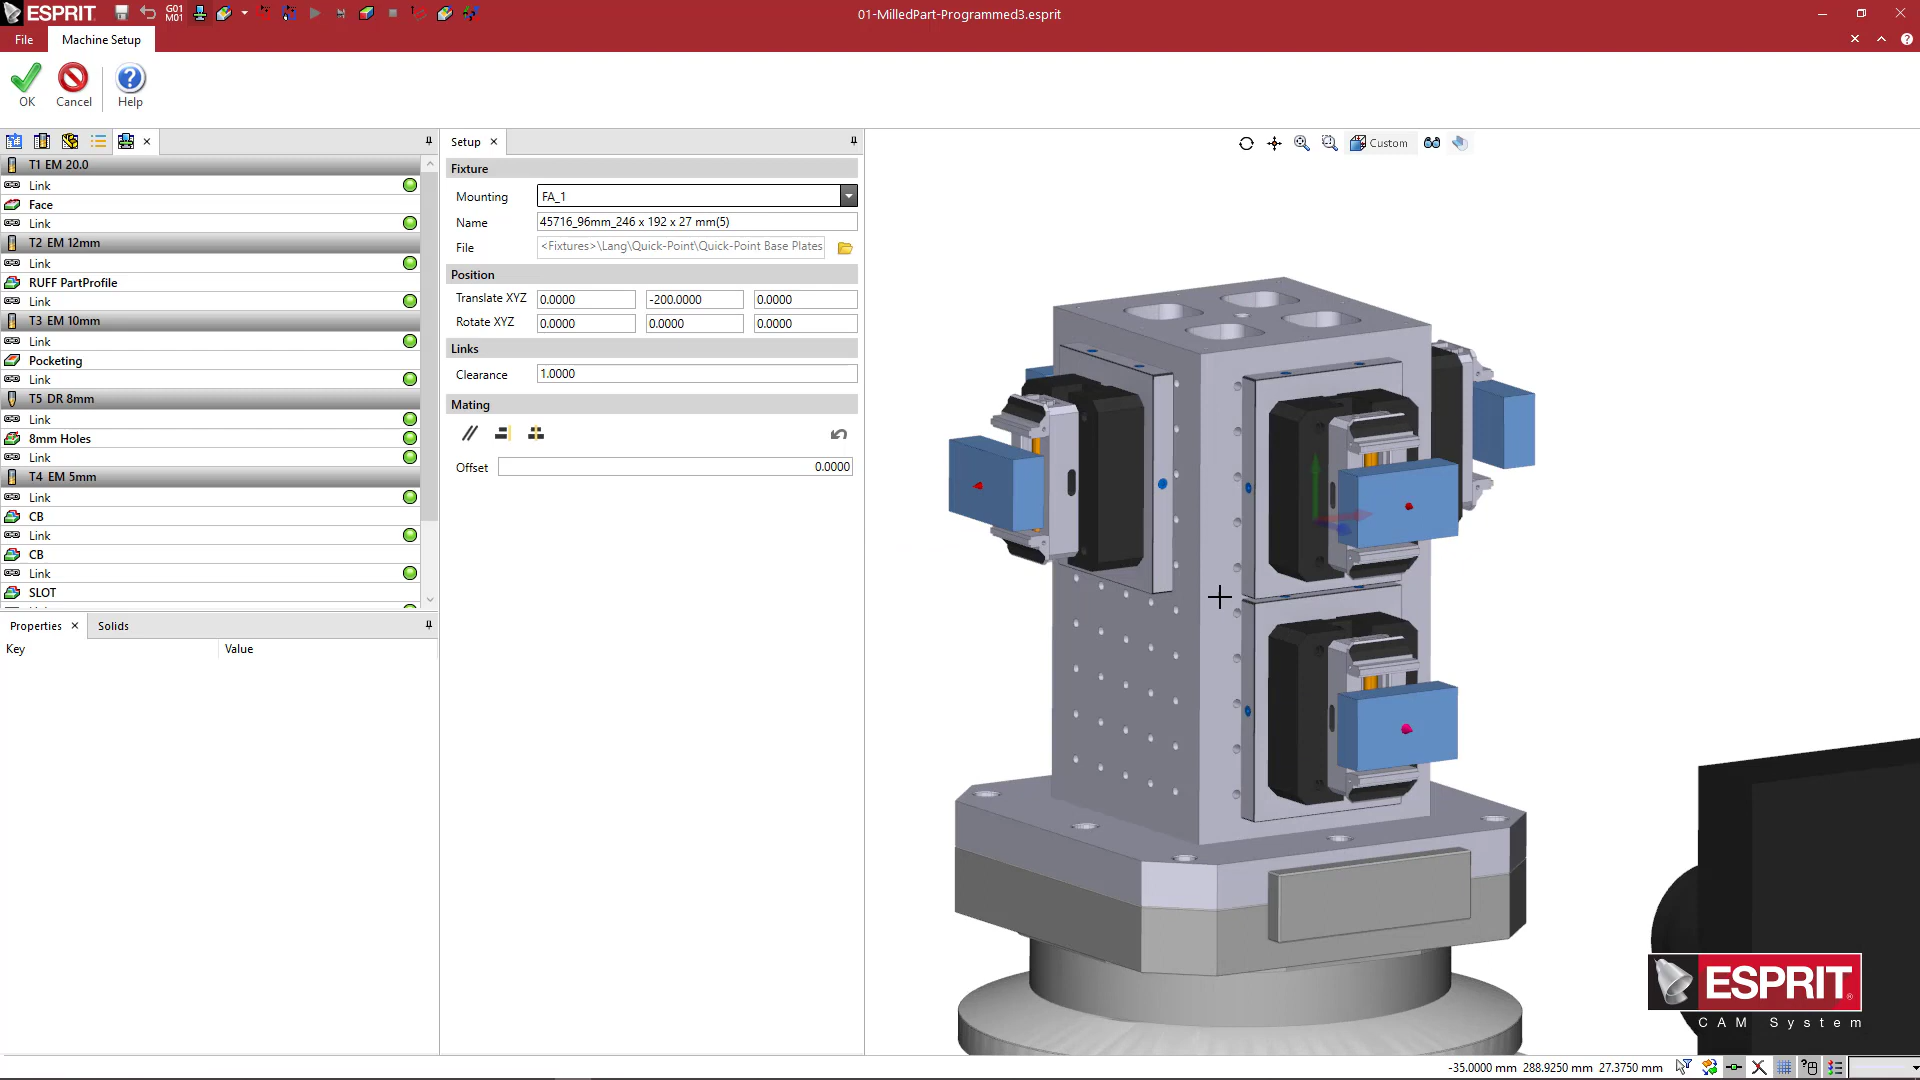 ESPRIT
G01
M01
01-MilledPart-Programmed3.esprit
File
Machine Setup
OK
Cancel
Help
T1 EM 20.0
Link
Face
Link
T2 EM 12mm
Link
RUFF PartProfile
Link
T3 EM 10mm
Link
Pocketing
Link
T5 DR 8mm
Link
8mm Holes
Link
T4 EM 5mm
Link
CB
Link
CB
Link
SLOT
Properties
Solids
Key
Value
Setup
Fixture
Mounting
FA_1
Name
45716_96mm_246 x 192 x 27 mm(5)
File
<Fixtures>\Lang\Quick-Point\Quick-Point Base Plates
Position
Translate XYZ
0.0000
-200.0000
0.0000
Rotate XYZ
0.0000
0.0000
0.0000
Links
Clearance
1.0000
Mating
Offset
0.0000
Custom
ESPRIT®
CAM System
-35.0000 mm 288.9250 mm 27.3750 mm